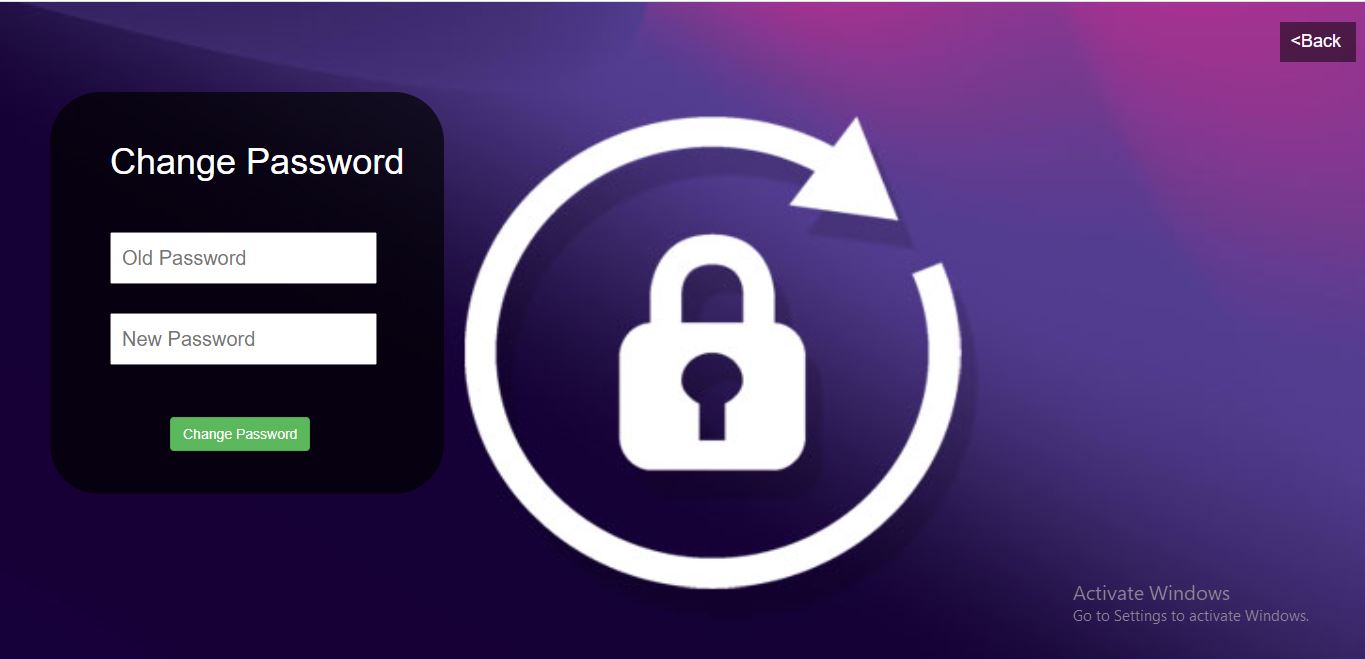 <Back
Change Password
Old Password
New Password
Change Password
Activate Windows
Go to Settings to activate Windows.